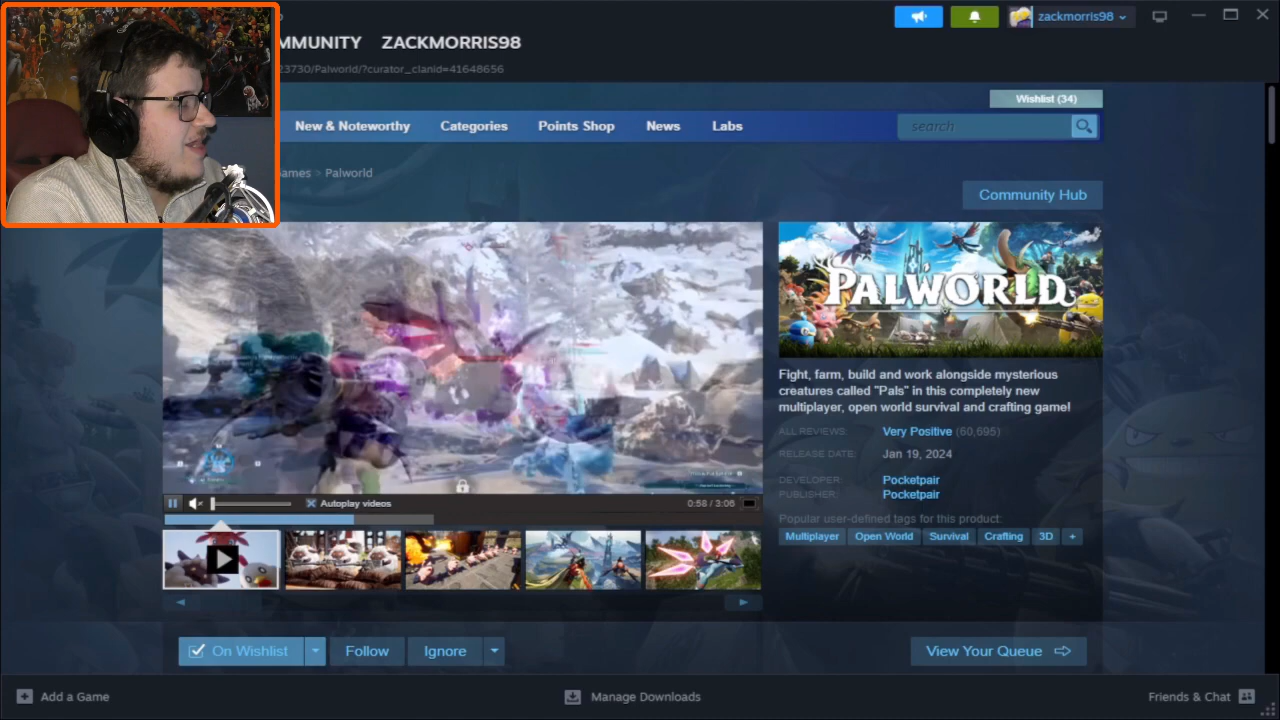 zackmorris98
MMUNITY ZACKMORRIS98
23730/Palworld/?curator_clanid=41648656
Wishlist (34)
New & Noteworthy Categories Points Shop News Labs search
ames > Palworld
Community Hub
PALWORLD
Fight, farm, build and work alongside mysterious
creatures called "Pals" in this completely new
multiplayer, open world survival and crafting game!
ALL REVIEWS: Very Positive (60,695)
RELEASE DATE: Jan 19, 2024
DEVELOPER: Pocketpair
PUBLISHER: Pocketpair
Popular user-defined tags for this product:
Multiplayer Open World Survival Crafting 3D +
Autoplay videos 0:58 / 3:06
On Wishlist Follow Ignore View Your Queue
Add a Game Manage Downloads Friends & Chat